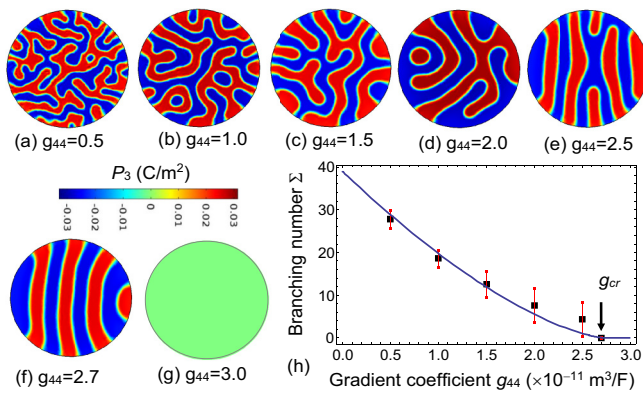 (a) g44=0.5
(b) g44=1.0
(c) g44=1.5
(d) g44=2.0
(e) g44=2.5
P3 (C/m²)
-0.03
-0.02
-0.01
0
0.01
0.02
0.03
(f) g44=2.7
(g) g44=3.0
(h)
Branching number Σ
40
30
20
10
0
gcr
0.0 0.5 1.0 1.5 2.0 2.5 3.0
Gradient coefficient g44 (×10⁻¹¹ m³/F)